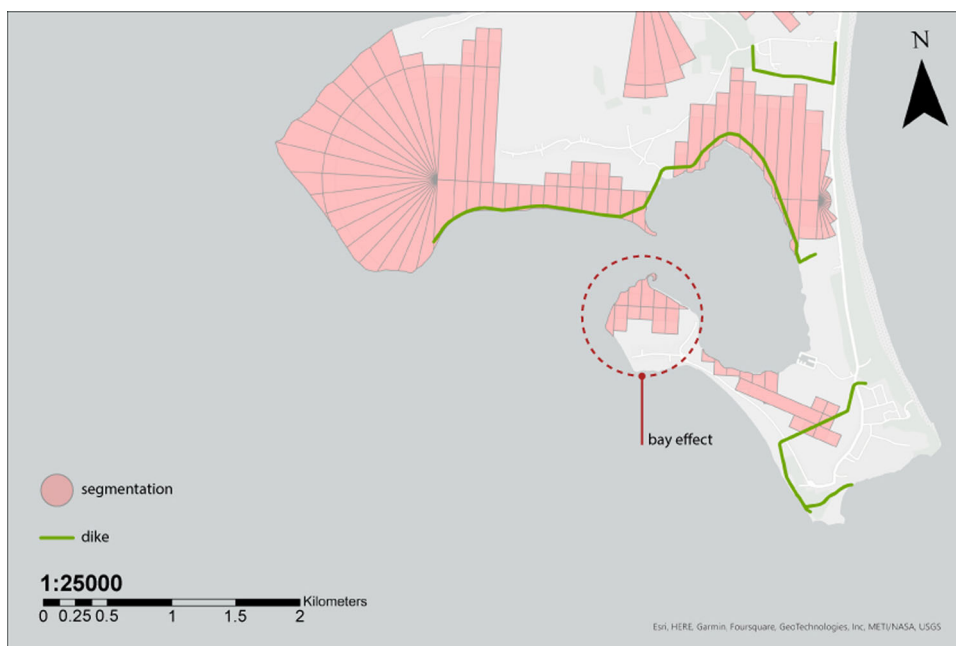 N
bay effect
segmentation
dike
1:25000
Kilometers
0 0.25 0.5 1 1.5 2
Esri, HERE, Garmin, Foursquare, GeoTechnologies, Inc, METI/NASA, USGS